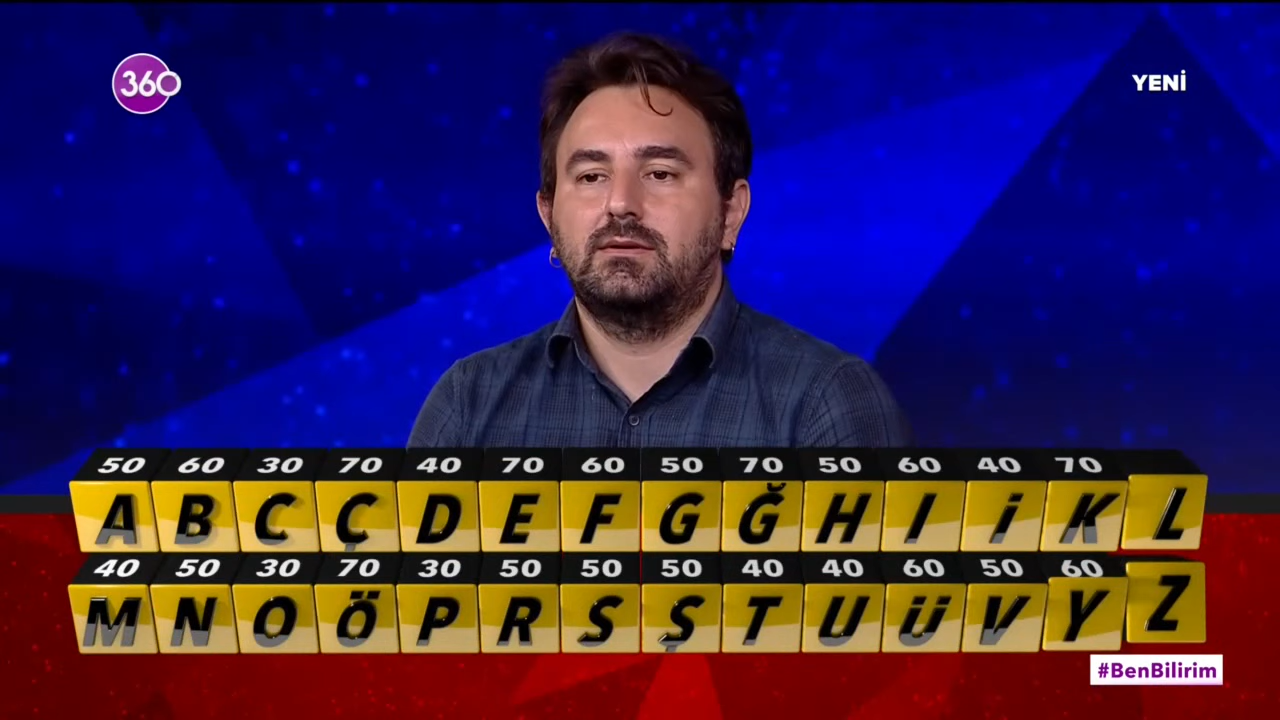 360
YENİ
50 60 30 70 40 70 60 50 70 50 60 40 70
A B C Ç D E F G Ğ H I İ K L
40 50 30 70 30 50 50 50 40 40 60 50 60
M N O Ö P R S Ş T U Ü V Y Z
#BenBilirim